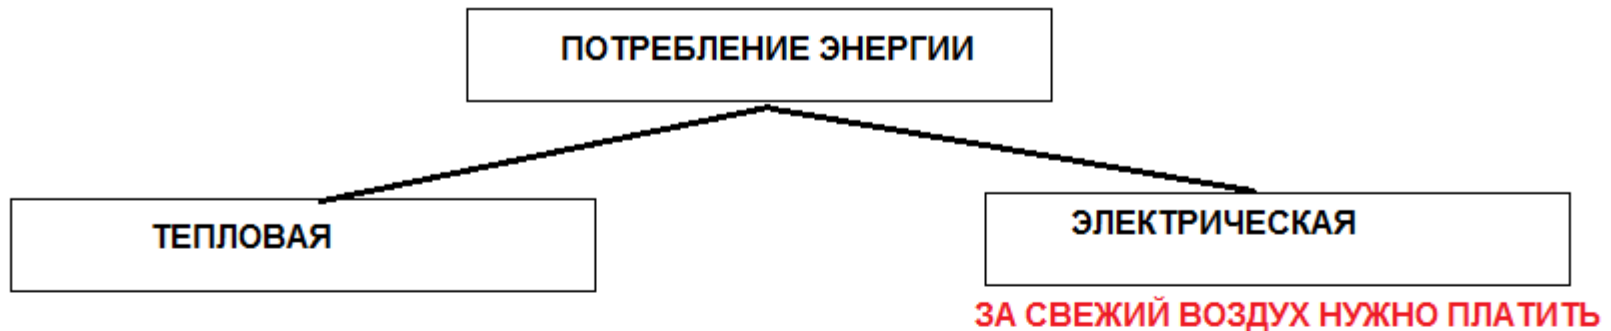 ПОТРЕБЛЕНИЕ ЭНЕРГИИ
ТЕПЛОВАЯ
ЭЛЕКТРИЧЕСКАЯ
ЗА СВЕЖИЙ ВОЗДУХ НУЖНО ПЛАТИТЬ